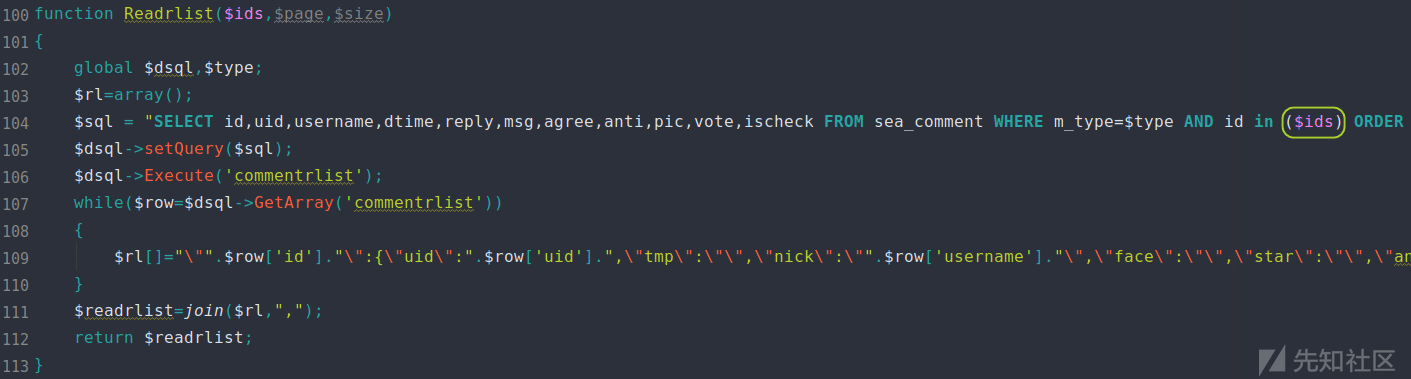 100 function Readrlist($ids,$page,$size)
101 {
102 global $dsql,$type;
103 $rl=array();
104 $sql = "SELECT id,uid,username,dtime,reply,msg,agree,anti,pic,vote,ischeck FROM sea_comment WHERE m_type=$type AND id in ($ids) ORDER
105 $dsql->setQuery($sql);
106 $dsql->Execute('commentrlist');
107 while($row=$dsql->GetArray('commentrlist'))
108 {
109 $rl[]="\"".$row['id']."\":{\"uid\":".$row['uid'].",\"tmp\":\"\",\"nick\":\"".$row['username']."\",\"face\":\"\",\"star\":\"\",\"an
110 }
111 $readrlist=join($rl,",");
112 return $readrlist;
113 }
先知社区